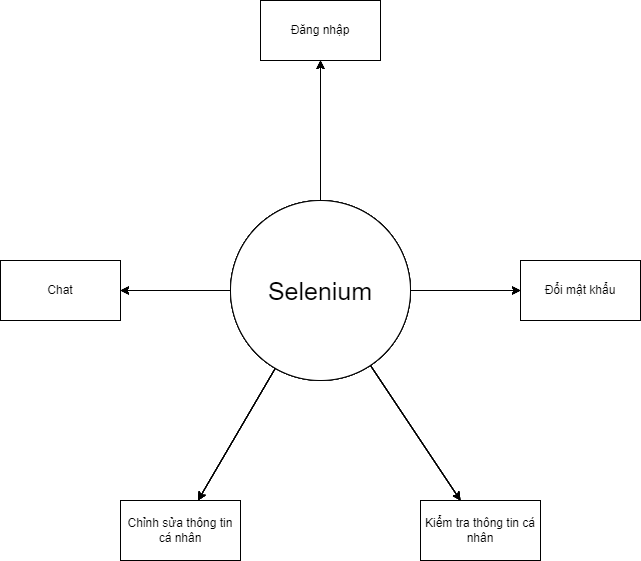 Đăng nhập
Chat
Selenium
Đổi mật khẩu
Chỉnh sửa thông tin
cá nhân
Kiểm tra thông tin cá
nhân